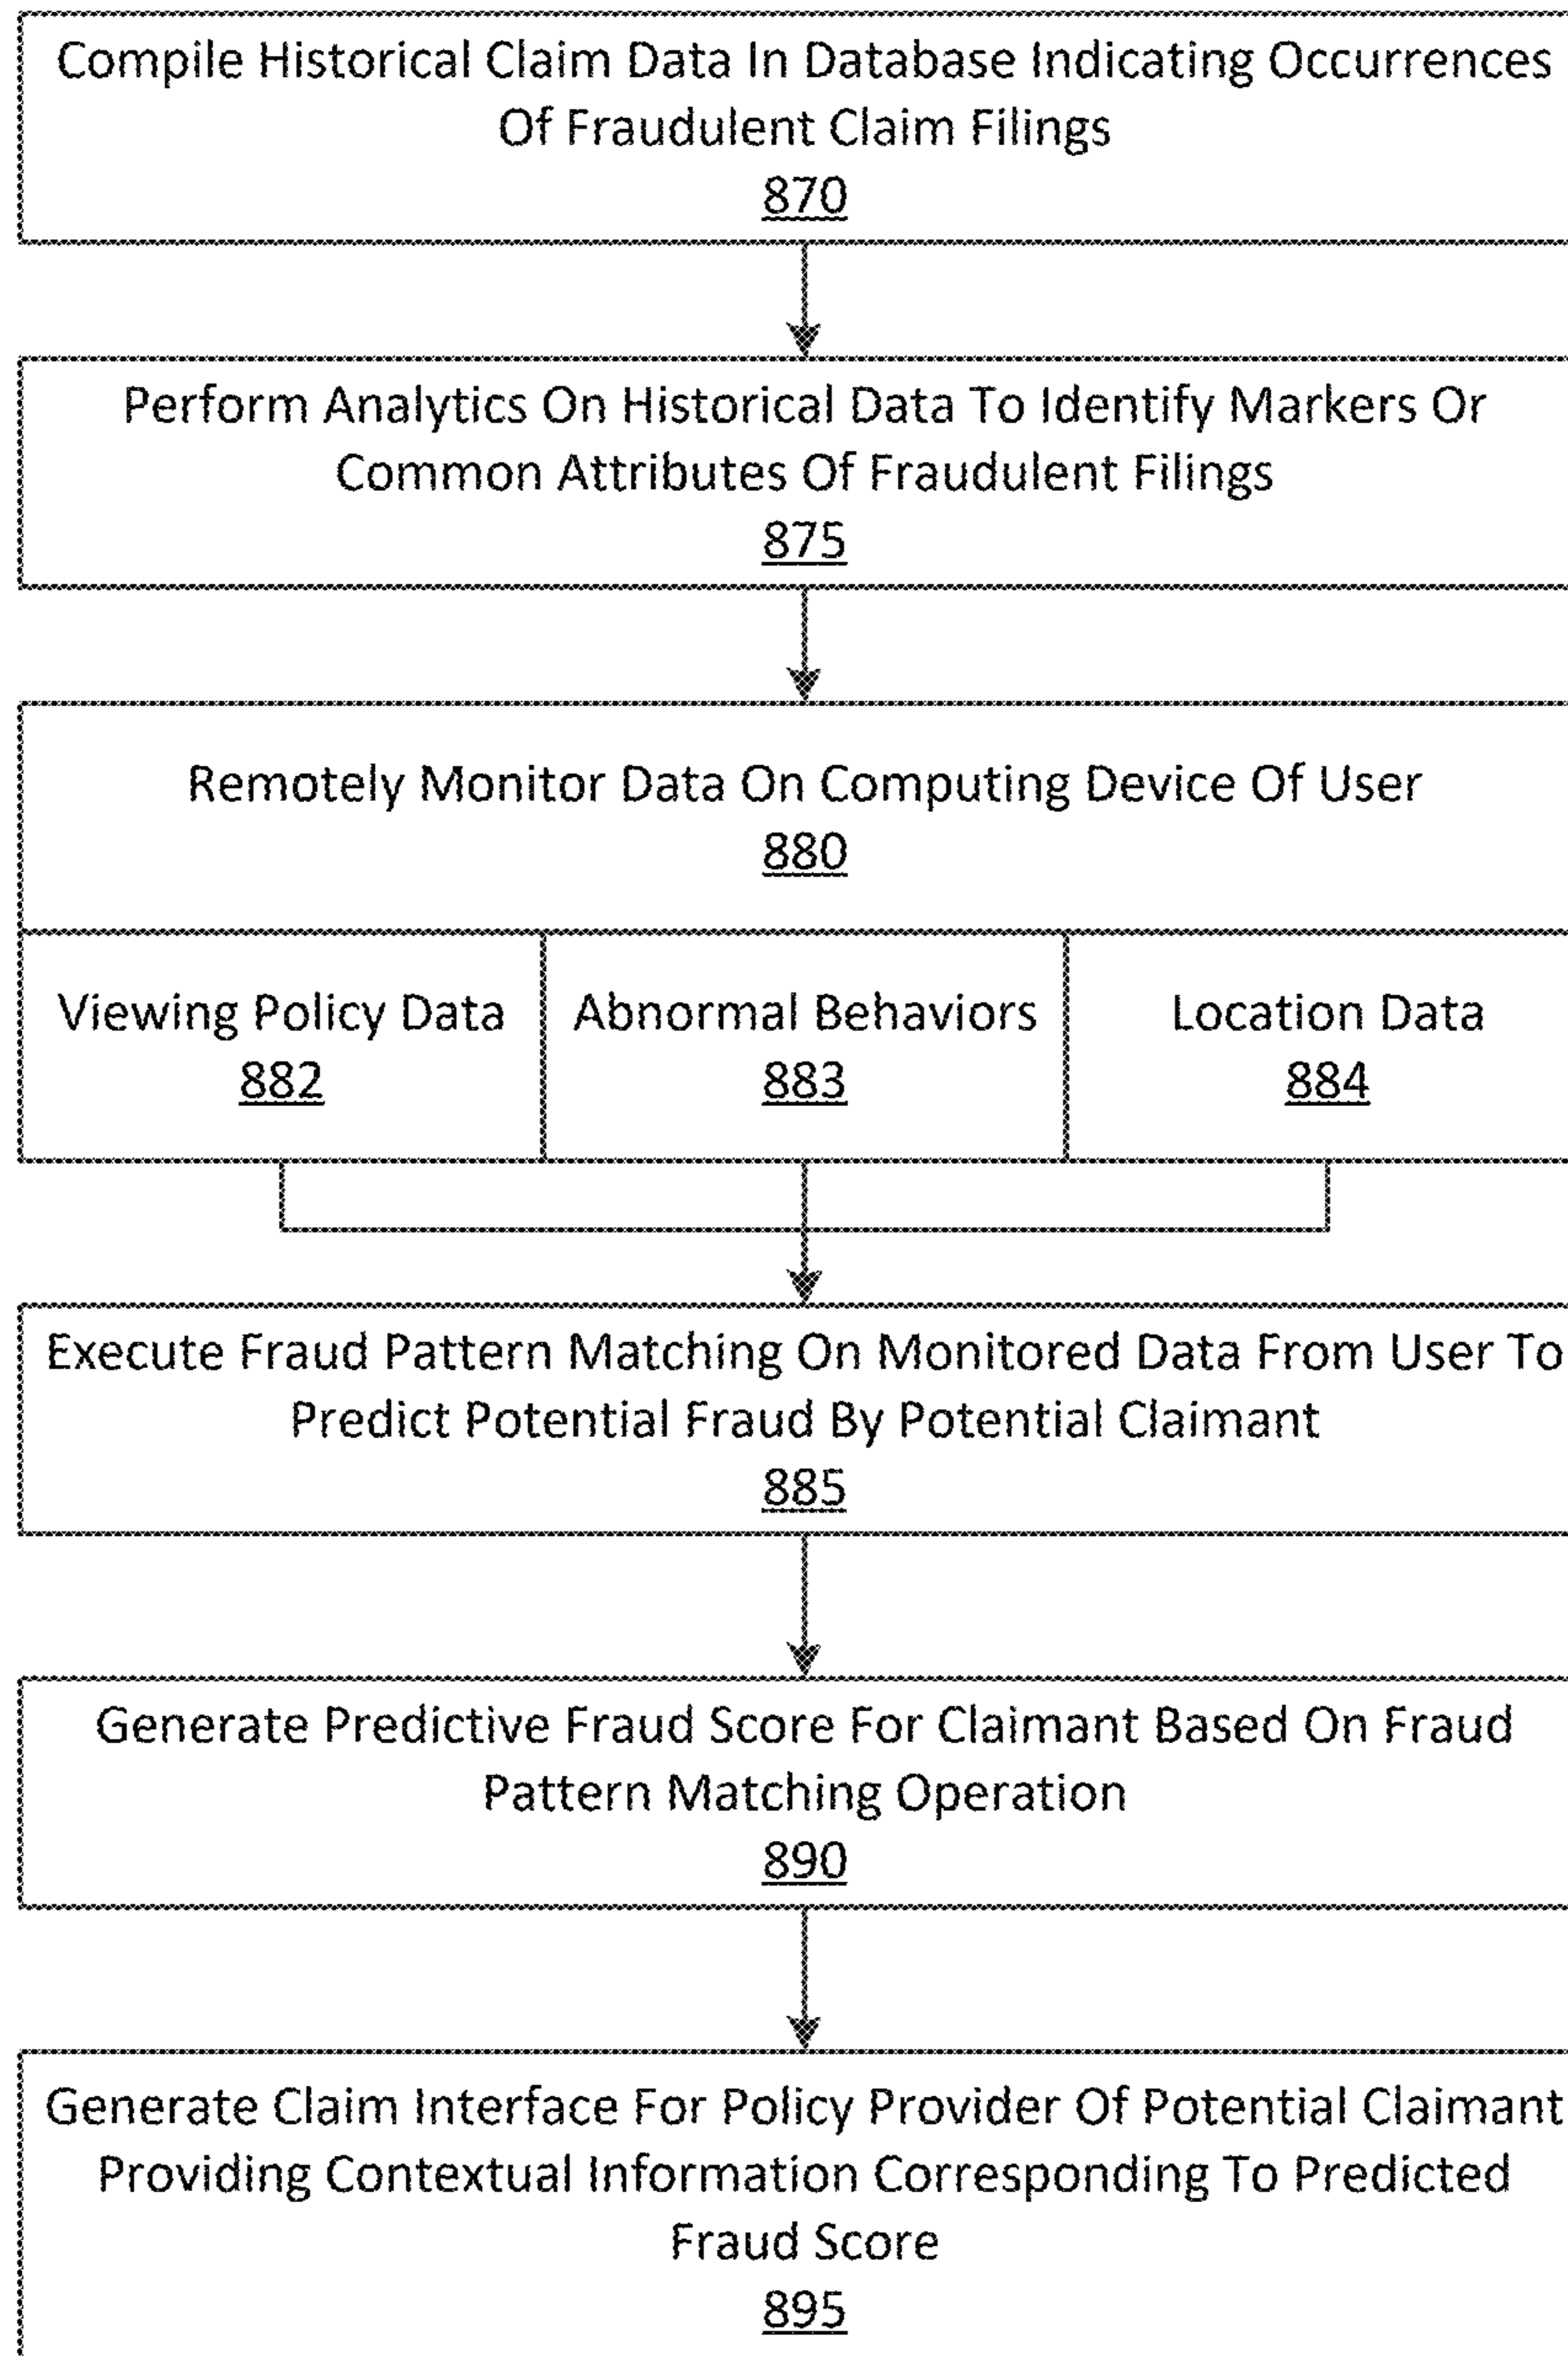 Compile Historical Claim Data In Database Indicating Occurrences
Of Fraudulent Claim Filings
870
Perform Analytics On Historical Data To Identify Markers Or
Common Attributes Of Fraudulent Filings
875
Remotely Monitor Data On Computing Device Of User
880
Viewing Policy Data
882
Abnormal Behaviors
883
Location Data
884
Execute Fraud Pattern Matching On Monitored Data From User To
Predict Potential Fraud By Potential Claimant
885
Generate Predictive Fraud Score For Claimant Based On Fraud
Pattern Matching Operation
890
Generate Claim Interface For Policy Provider Of Potential Claimant
Providing Contextual Information Corresponding To Predicted
Fraud Score
895